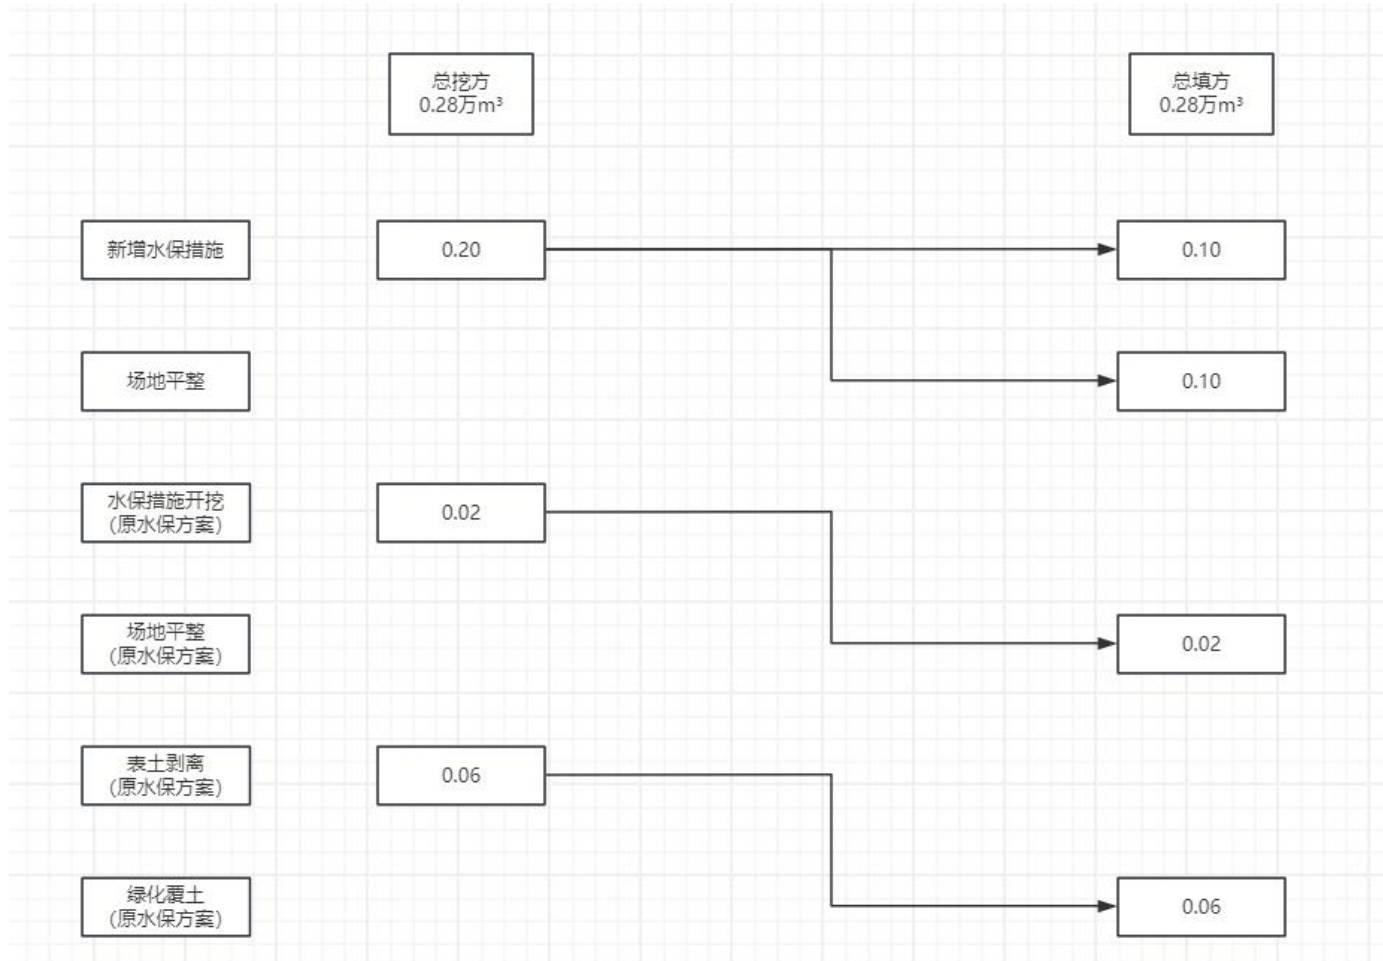 总挖方
0.28万m³
总填方
0.28万m³
新增水保措施
0.20
0.10
场地平整
0.10
水保措施开挖
(原水保方案)
0.02
场地平整
(原水保方案)
0.02
表土剥离
(原水保方案)
0.06
绿化覆土
(原水保方案)
0.06